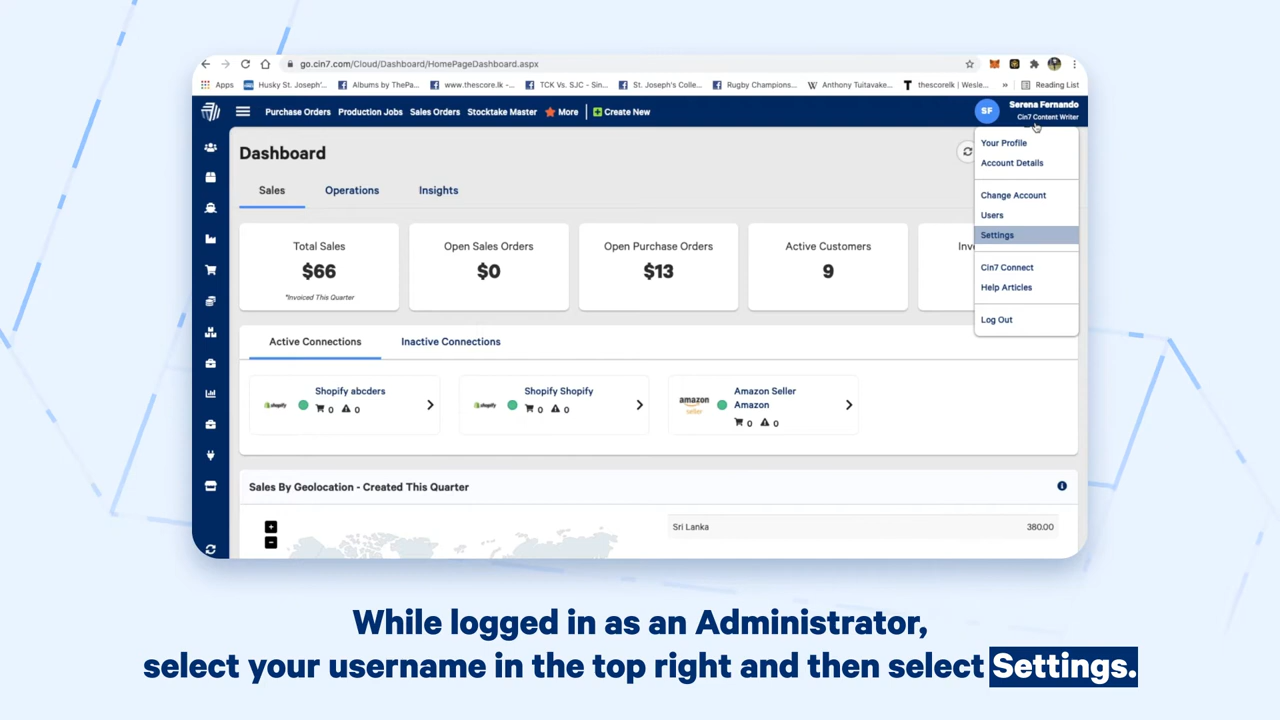 go.cin7.com/Cloud/Dashboard/HomePageDashboard.aspx
Apps Husky St. Joseph'... Albums by ThePa... www.thescore.lk -... TCK Vs. SJC - Sin... St. Joseph's Colle... Rugby Champions... Anthony Tuitavake... thescorelk | Wesle... » Reading List
Purchase Orders Production Jobs Sales Orders Stocktake Master More Create New SF Serena Fernando
Cin7 Content Writer
Your Profile
Account Details
Change Account
Users
Settings
Cin7 Connect
Help Articles
Log Out
Dashboard
Sales Operations Insights
Total Sales Open Sales Orders Open Purchase Orders Active Customers Inv
$66 $0 $13 9
*Invoiced This Quarter
Active Connections Inactive Connections
shopify Shopify abcders
0 0
shopify Shopify Shopify
0 0
amazon seller Amazon Seller
Amazon
0 0
Sales By Geolocation - Created This Quarter
+
-
Sri Lanka 380.00
While logged in as an Administrator,
select your username in the top right and then select Settings.